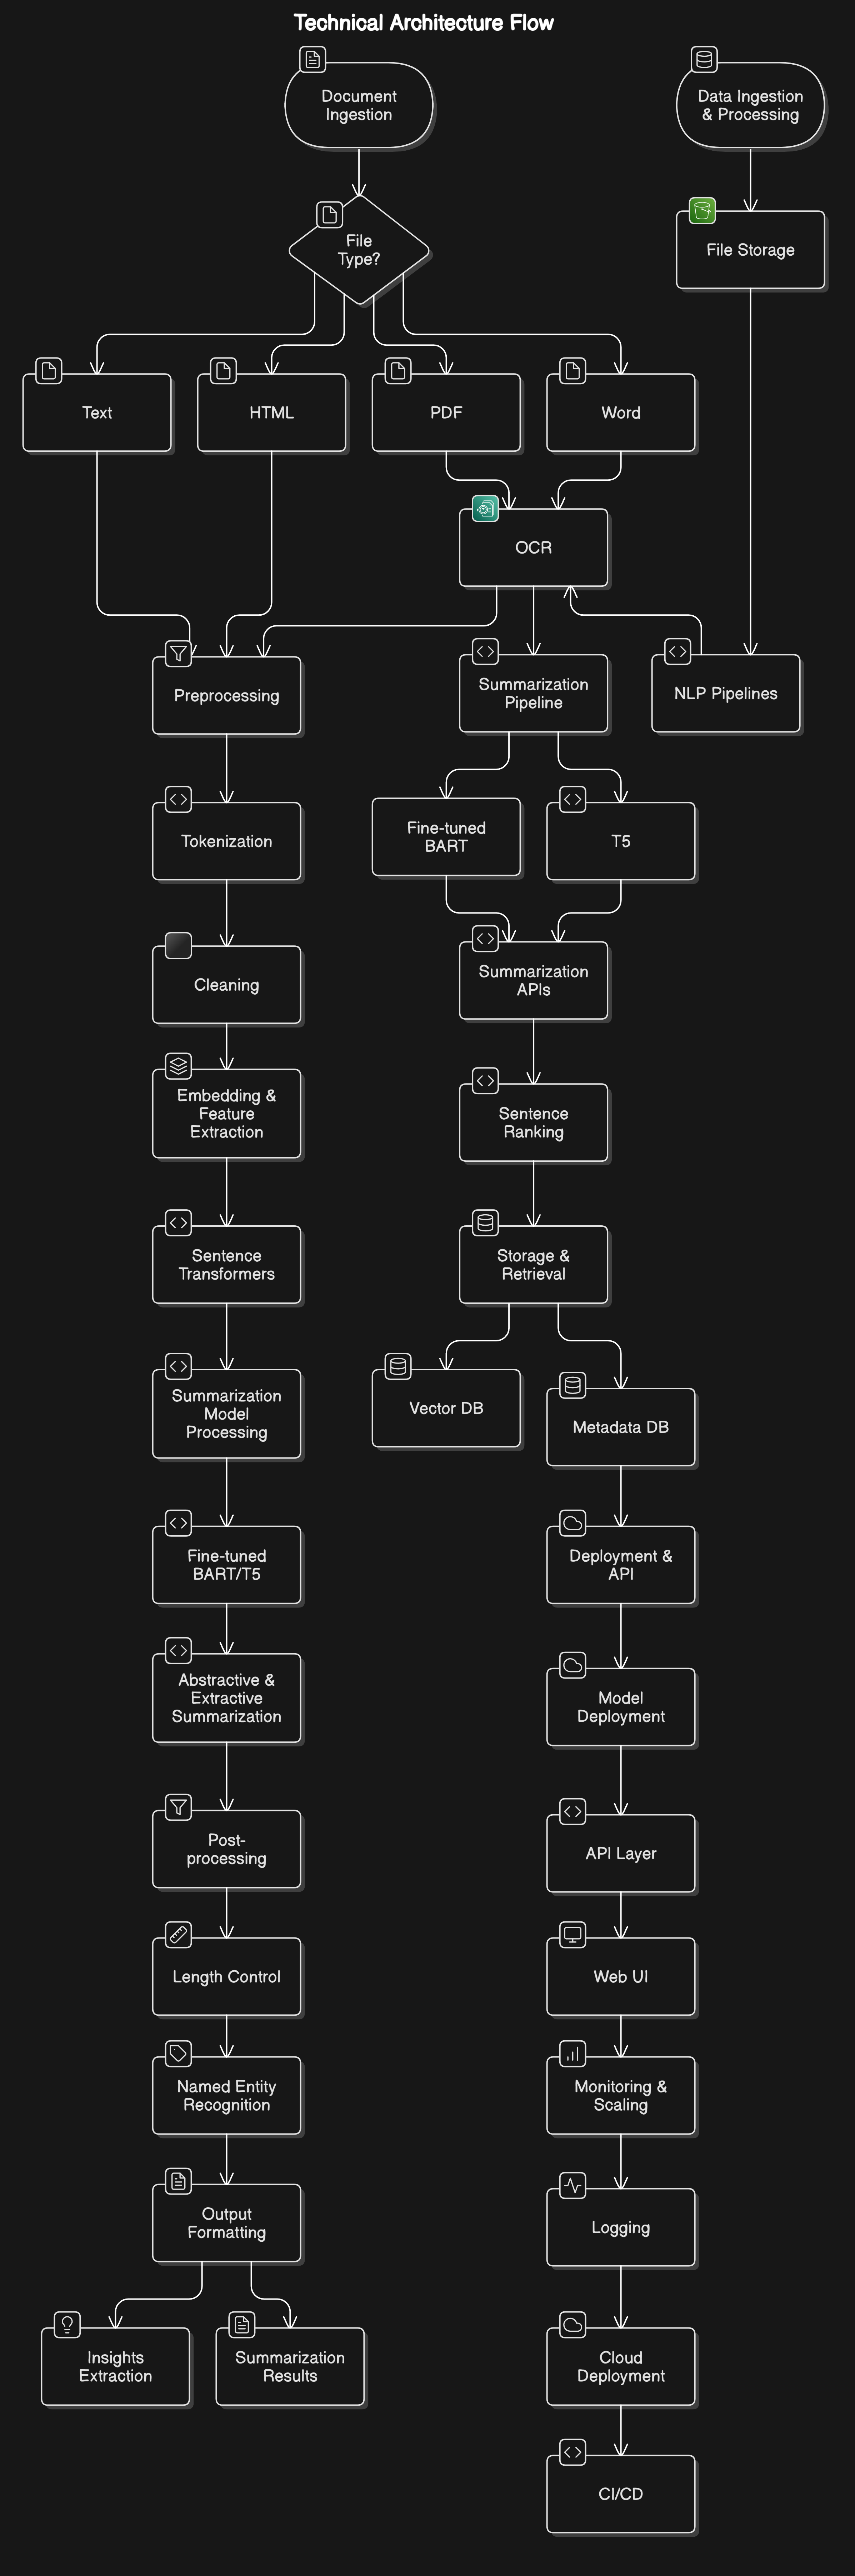 Technical Architecture Flow
Document
Ingestion
Data Ingestion
& Processing
File
Type?
File Storage
Text
HTML
PDF
Word
OCR
Preprocessing
Summarization
Pipeline
NLP Pipelines
Tokenization
Fine-tuned
BART
T5
Cleaning
Summarization
APIs
Embedding &
Feature
Extraction
Sentence
Ranking
Sentence
Transformers
Storage &
Retrieval
Summarization
Model
Processing
Vector DB
Metadata DB
Fine-tuned
BART/T5
Deployment &
API
Abstractive &
Extractive
Summarization
Model
Deployment
Post-
processing
API Layer
Length Control
Web UI
Named Entity
Recognition
Monitoring &
Scaling
Output
Formatting
Logging
Insights
Extraction
Summarization
Results
Cloud
Deployment
CI/CD